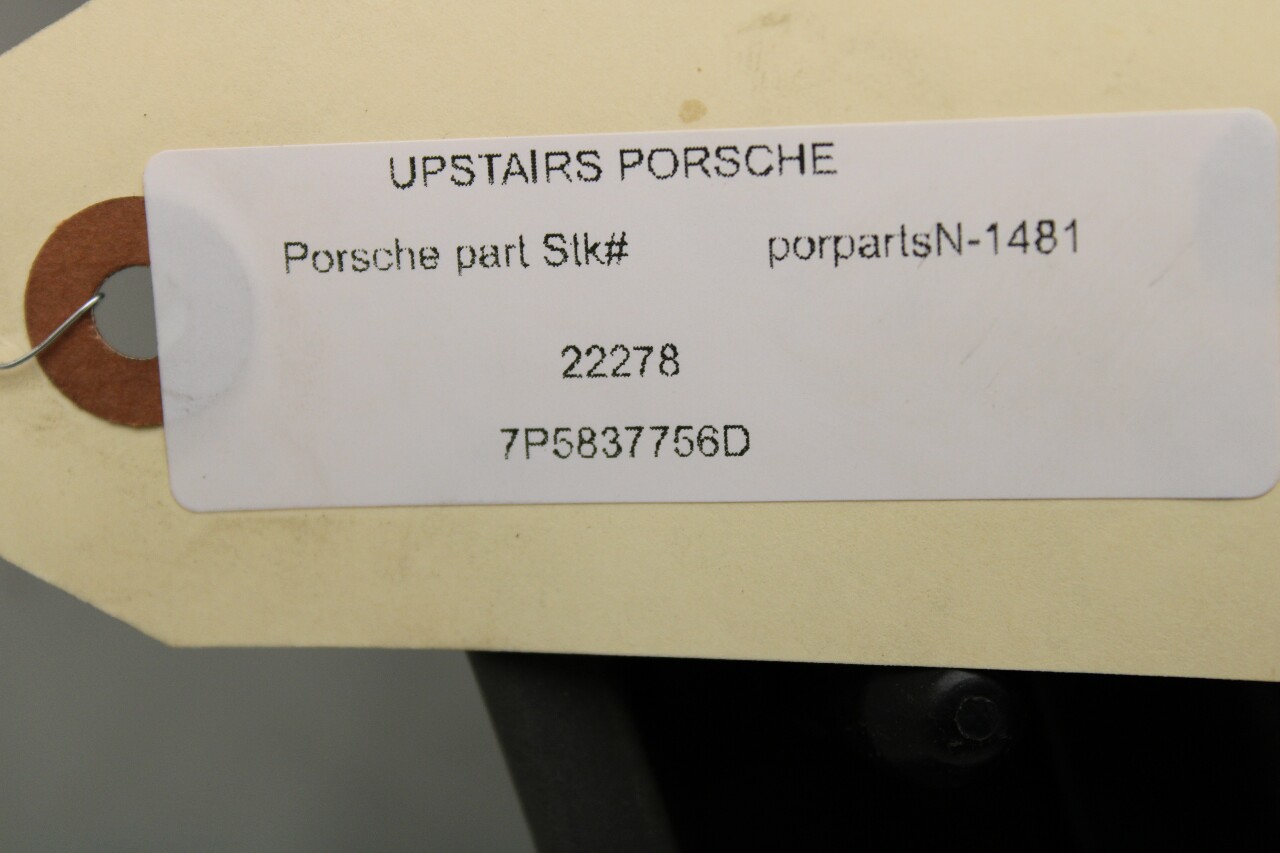 UPSTAIRS PORSCHE
Porsche part Stk# porpartsN-1481
22278
7P5837756D